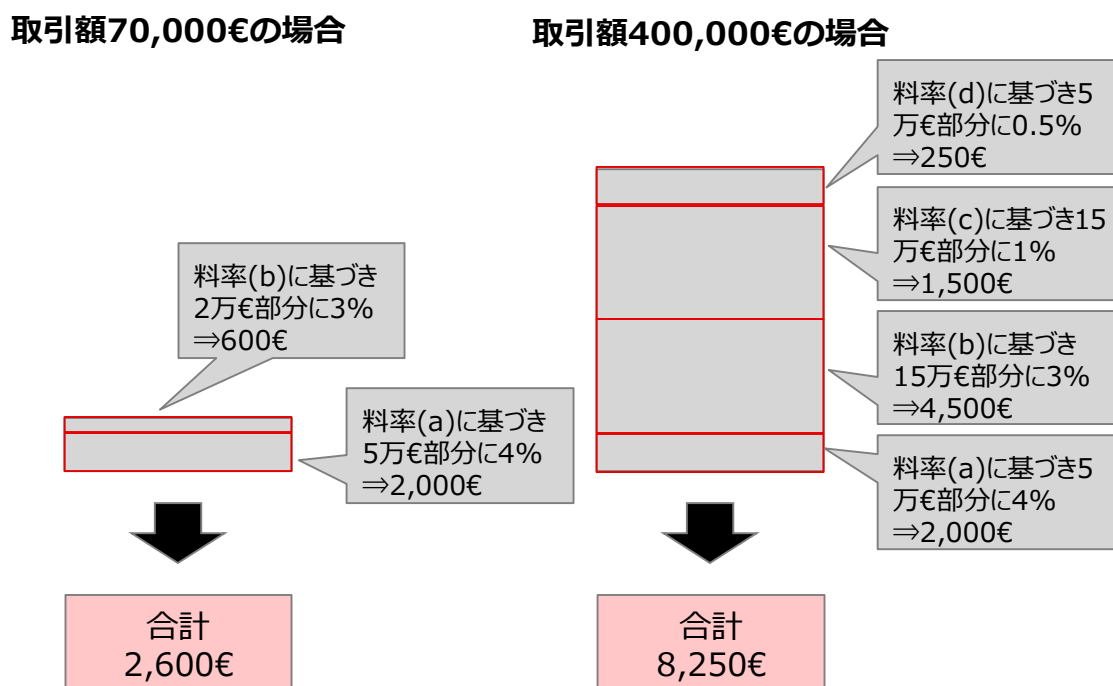 取引額70,000€の場合
料率(b)に基づき
2万€部分に3%
⇒600€
料率(a)に基づき
5万€部分に4%
⇒2,000€
合計
2,600€
取引額400,000€の場合
料率(d)に基づき5
万€部分に0.5%
⇒250€
料率(c)に基づき15
万€部分に1%
⇒1,500€
料率(b)に基づき
15万€部分に3%
⇒4,500€
料率(a)に基づき5
万€部分に4%
⇒2,000€
合計
8,250€